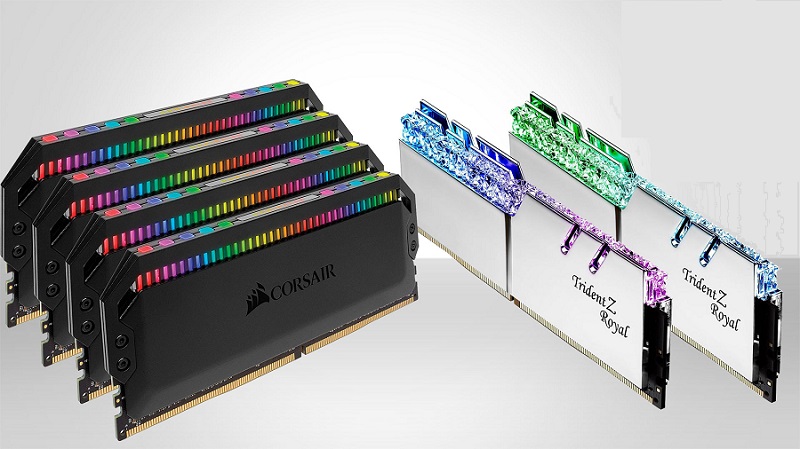 CORSAIR
Trident Z
Royal
Trident Z
Royal